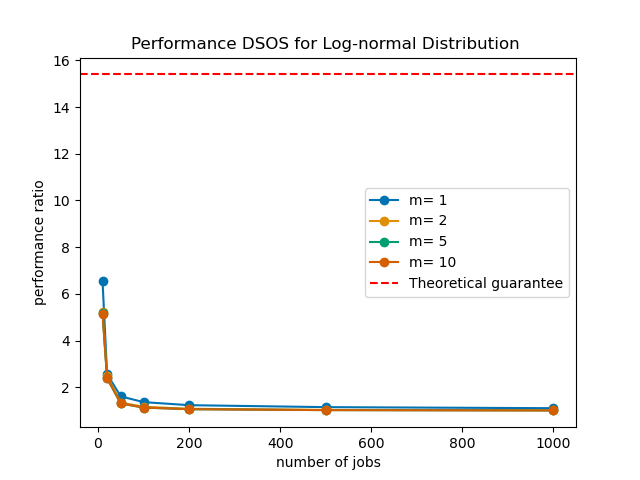 Performance DSOS for Log-normal Distribution
16
14
12
10
8
6
4
2
performance ratio
m= 1
m= 2
m= 5
m= 10
Theoretical guarantee
0 200 400 600 800 1000
number of jobs